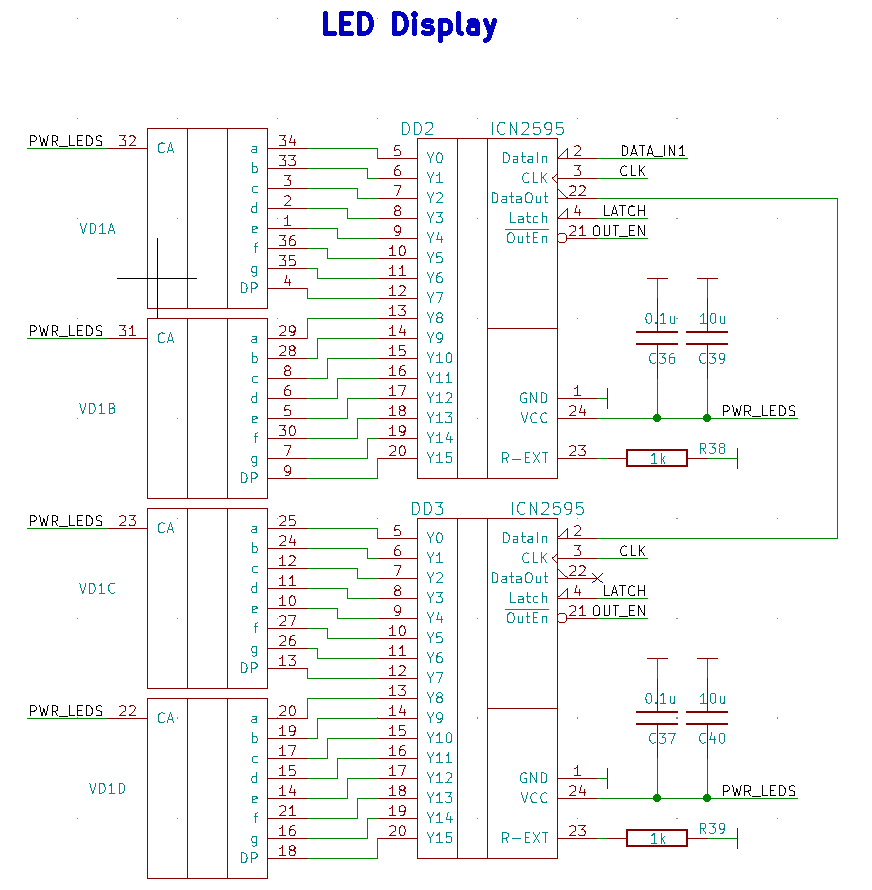 LED Display
DD2 ICN2595
PWR_LEDS 32 CA a 34 5 Y0 DataIn 2 DATA_IN1
b 33 6 Y1 CLK 3 CLK
c 3 7 Y2 DataOut 22
d 2 8 Y3 Latch 4 LATCH
VD1A e 1 9 Y4 OutEn 21 OUT_EN
f 36 10 Y5
g 35 11 Y6
DP 4 12 Y7
13 Y8 0.1u 10u
PWR_LEDS 31 CA a 29 14 Y9
b 28 15 Y10 C36 C39
c 8 16 Y11
d 6 17 Y12 GND 1
VD1B e 5 18 Y13 VCC 24 PWR_LEDS
f 30 19 Y14
g 7 20 Y15 R-EXT 23 1k R38
DP 9
DD3 ICN2595
PWR_LEDS 23 CA a 25 5 Y0 DataIn 2
b 24 6 Y1 CLK 3 CLK
c 12 7 Y2 DataOut 22
VD1C d 11 8 Y3 Latch 4 LATCH
e 10 9 Y4 OutEn 21 OUT_EN
f 27 10 Y5
g 26 11 Y6
DP 13 12 Y7
13 Y8 0.1u 10u
PWR_LEDS 22 CA a 20 14 Y9
b 19 15 Y10 C37 C40
c 17 16 Y11
d 15 17 Y12 GND 1
VD1D e 14 18 Y13 VCC 24 PWR_LEDS
f 21 19 Y14
g 16 20 Y15 R-EXT 23 1k R39
DP 18